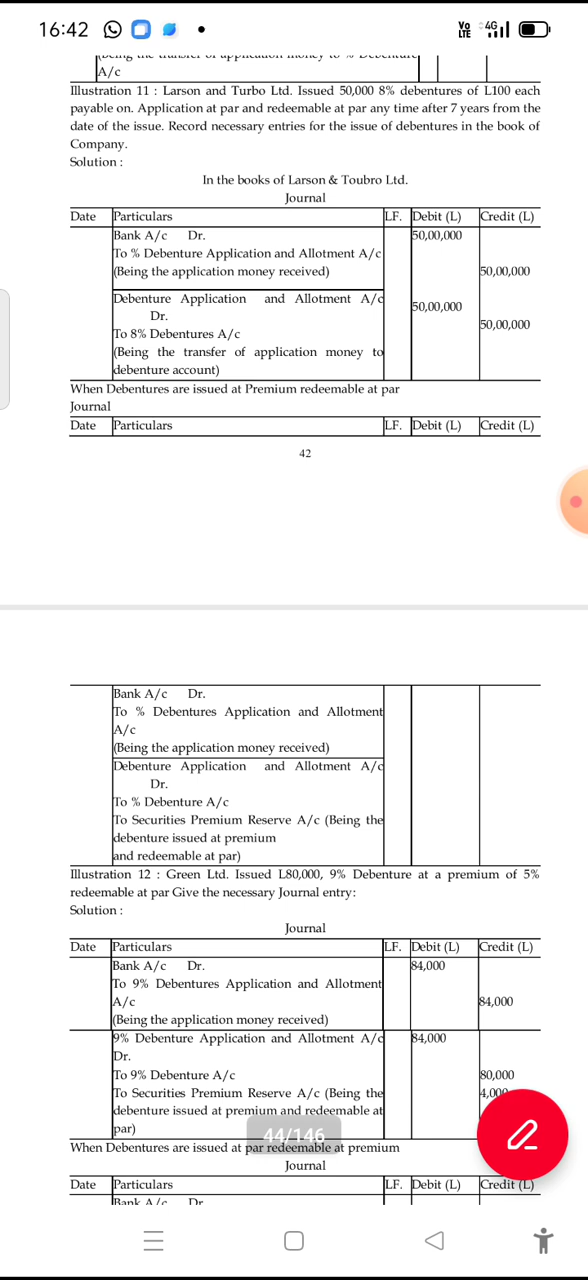 16:42
Vo LTE 4G
A/c
Illustration 11 : Larson and Turbo Ltd. Issued 50,000 8% debentures of L100 each
payable on. Application at par and redeemable at par any time after 7 years from the
date of the issue. Record necessary entries for the issue of debentures in the book of
Company.
Solution :
In the books of Larson & Toubro Ltd.
Journal
Date Particulars LF. Debit (L) Credit (L)
Bank A/c Dr. 50,00,000
To % Debenture Application and Allotment A/c
(Being the application money received) 50,00,000
Debenture Application and Allotment A/c 50,00,000
Dr.
To 8% Debentures A/c 50,00,000
(Being the transfer of application money to
debenture account)
When Debentures are issued at Premium redeemable at par
Journal
Date Particulars LF. Debit (L) Credit (L)
42
Bank A/c Dr.
To % Debentures Application and Allotment
A/c
(Being the application money received)
Debenture Application and Allotment A/c
Dr.
To % Debenture A/c
To Securities Premium Reserve A/c (Being the
debenture issued at premium
and redeemable at par)
Illustration 12 : Green Ltd. Issued L80,000, 9% Debenture at a premium of 5%
redeemable at par Give the necessary Journal entry:
Solution :
Journal
Date Particulars LF. Debit (L) Credit (L)
Bank A/c Dr. 84,000
To 9% Debentures Application and Allotment
A/c 84,000
(Being the application money received)
9% Debenture Application and Allotment A/c 84,000
Dr.
To 9% Debenture A/c 80,000
To Securities Premium Reserve A/c (Being the 4,000
debenture issued at premium and redeemable at
par)
44/146
When Debentures are issued at par redeemable at premium
Journal
Date Particulars LF. Debit (L) Credit (L)
Bank A/c Dr